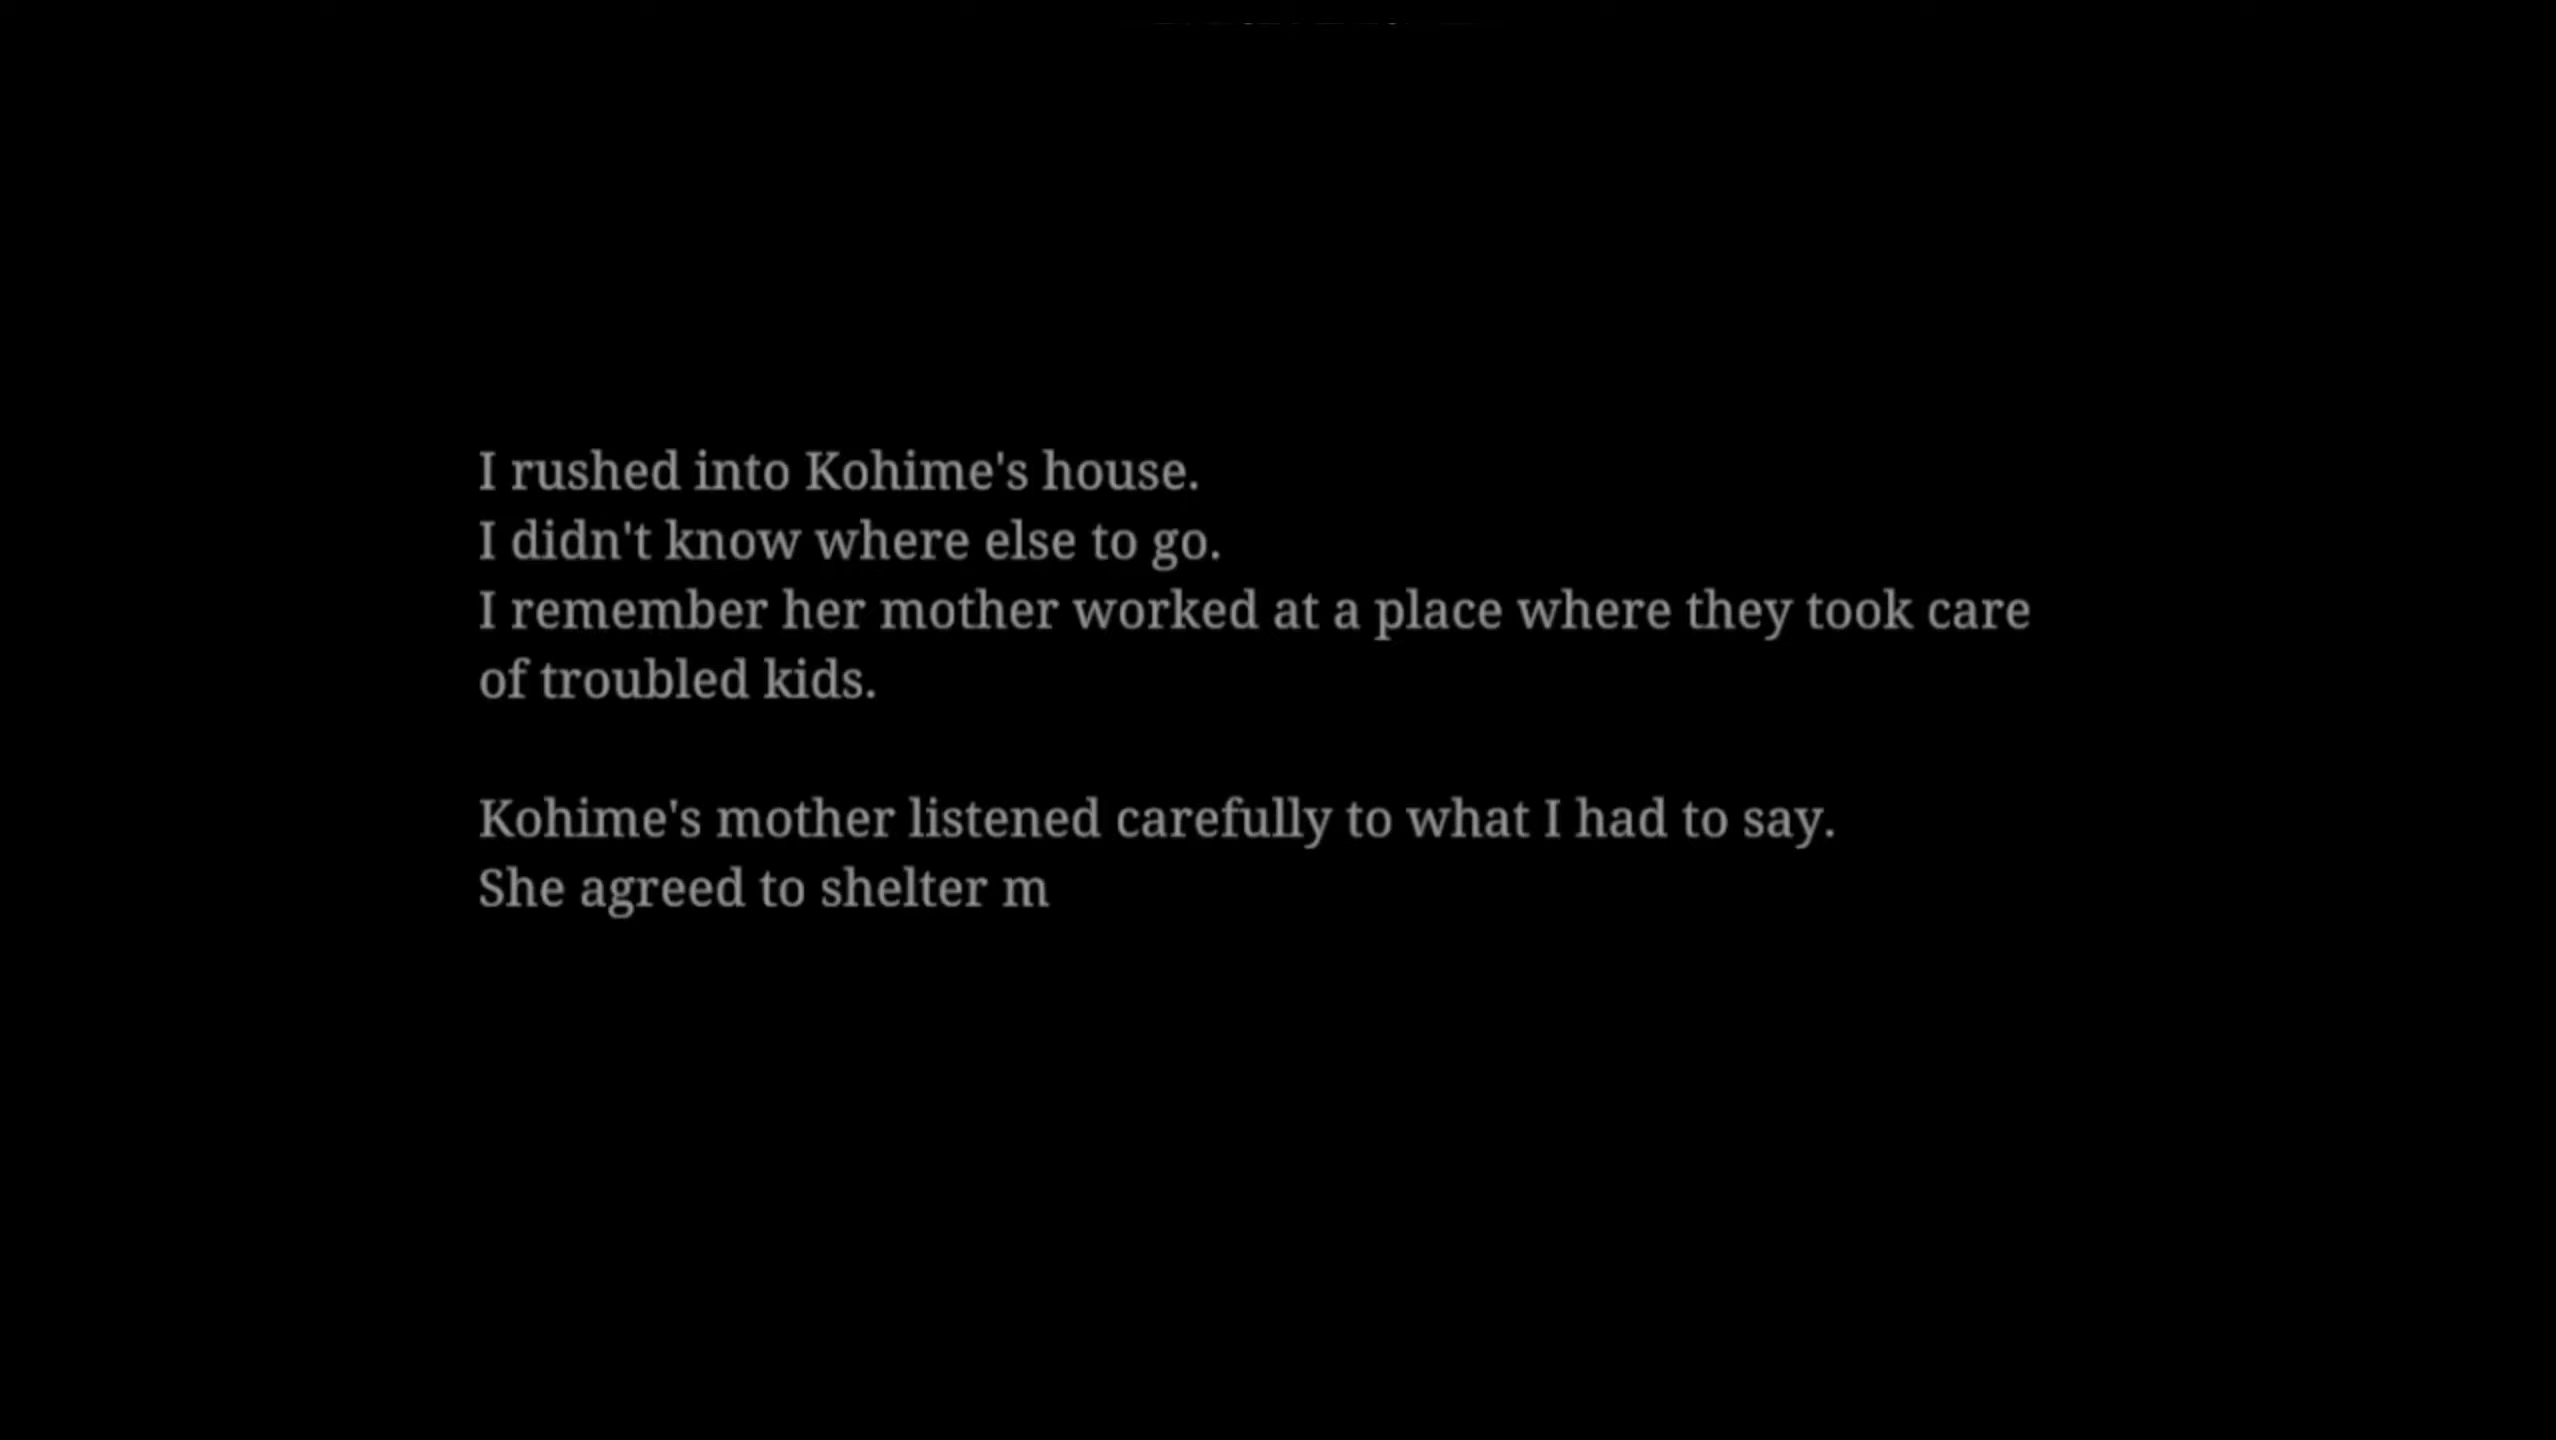 I rushed into Kohime's house.
I didn't know where else to go.
I remember her mother worked at a place where they took care
of troubled kids.
Kohime's mother listened carefully to what I had to say.
She agreed to shelter m